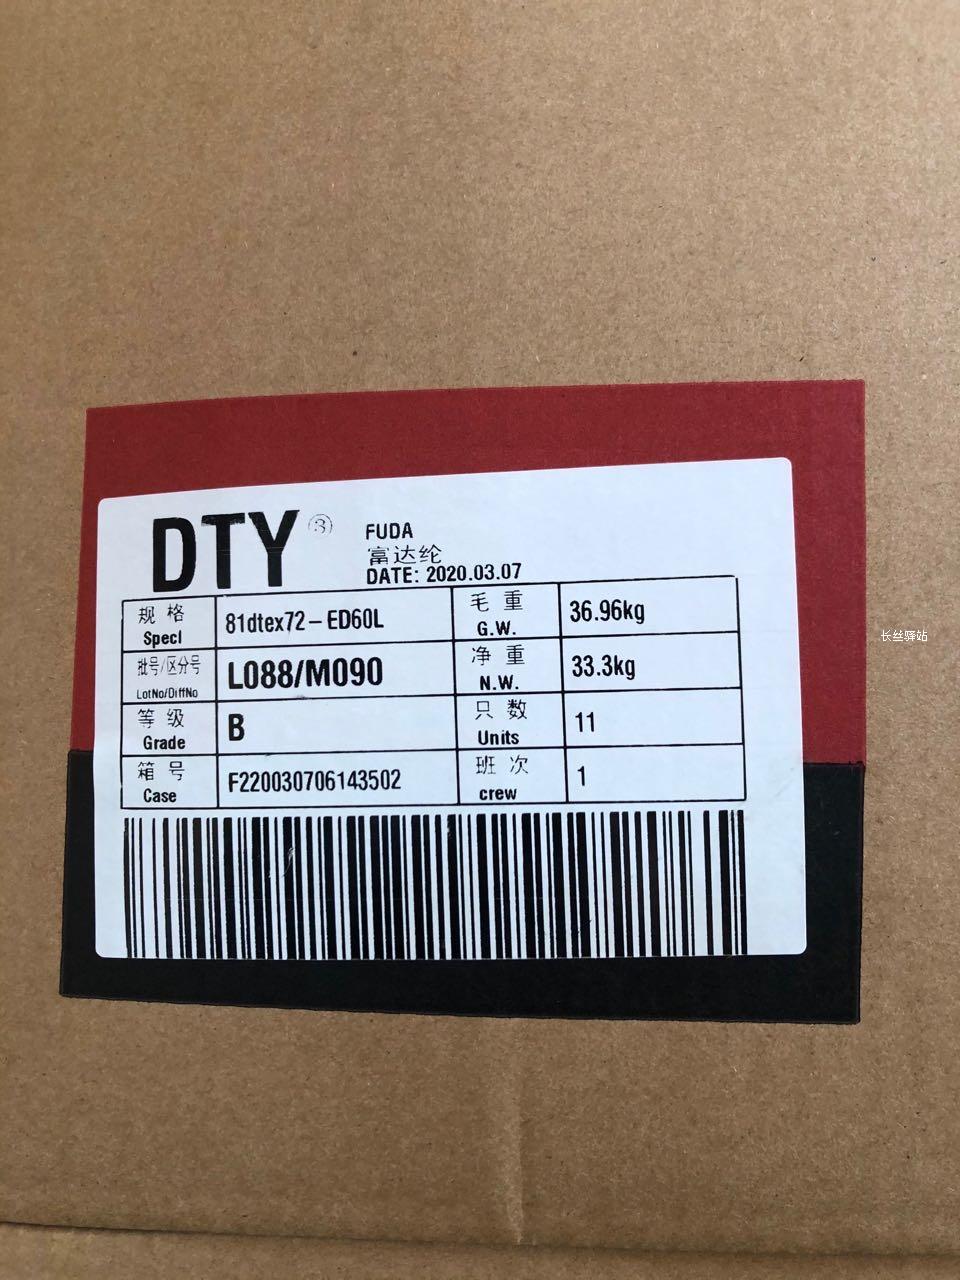 DTY ③
FUDA
富达纶
DATE: 2020.03.07
规格 81dtex72-ED60L 毛重 36.96kg
Specl G.W.
批号/区分号 L088/M090 净重 33.3kg
LotNo/DiffNo N.W.
等级 B 只数 11
Grade Units
箱号 F220030706143502 班次 1
Case crew
长丝驿站